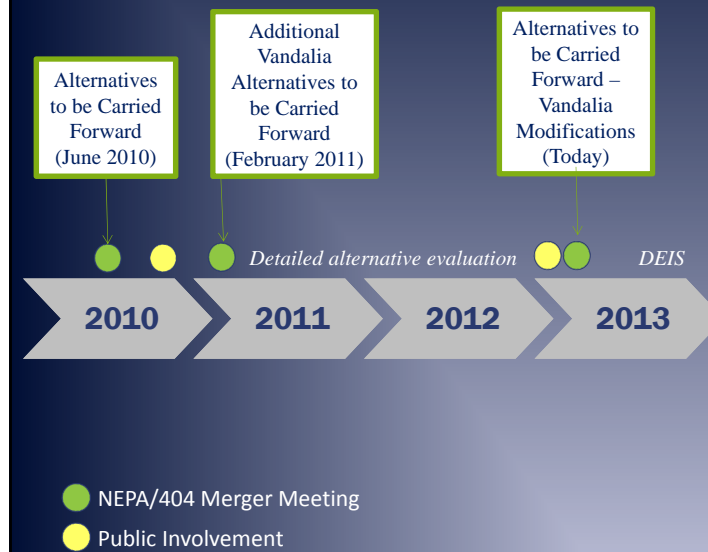 Alternatives
to be Carried
Forward
(June 2010)
Additional
Vandalia
Alternatives to
be Carried
Forward
(February 2011)
Alternatives to
be Carried
Forward –
Vandalia
Modifications
(Today)
Detailed alternative evaluation
DEIS
2010
2011
2012
2013
NEPA/404 Merger Meeting
Public Involvement